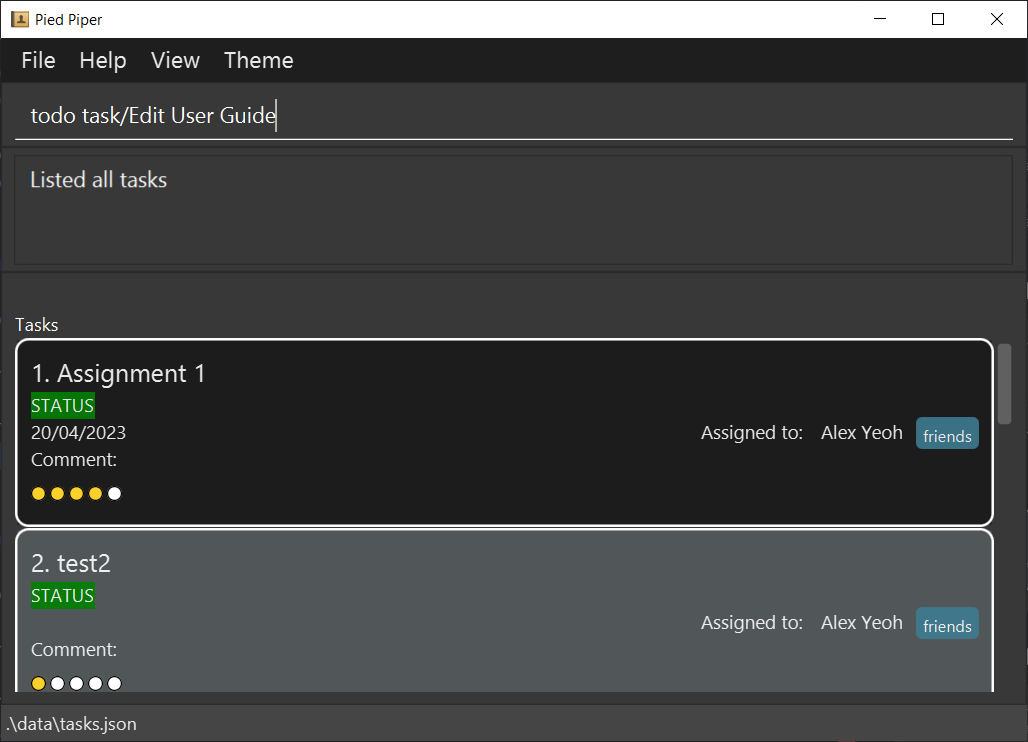 Pied Piper
File Help View Theme
todo task/Edit User Guide
Listed all tasks
Tasks
1. Assignment 1
STATUS
20/04/2023
Assigned to: Alex Yeoh friends
Comment:
2. test2
STATUS
Assigned to: Alex Yeoh friends
Comment:
.\data\tasks.json